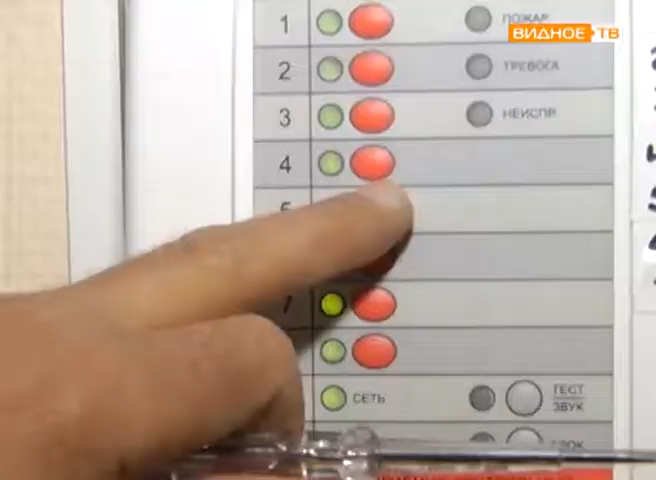 ВИДНОЕ ТВ
1 ПОЖАР
2 ТРЕВОГА
3 НЕИСПР
4
7
СЕТЬ ТЕСТ
ЗВУК